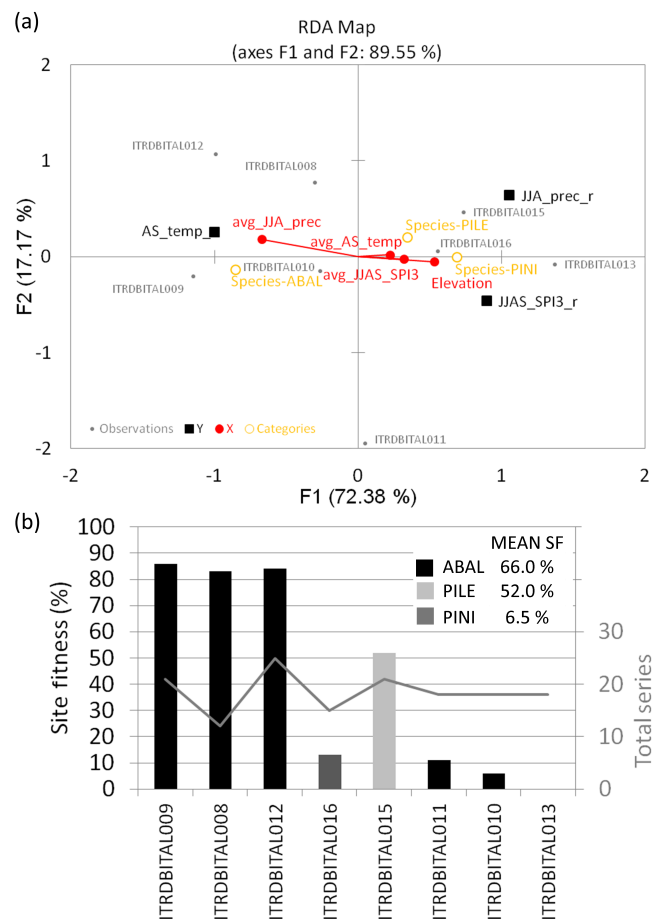 (a)
RDA Map
(axes F1 and F2: 89.55 %)
2
1
0
-1
-2
F2 (17.17 %)
ITRDBITAL012
ITRDBITAL008
JJA_prec_r
ITRDBITAL015
Species-PILE
AS_temp_
avg_JJA_prec
avg_AS_temp
ITRDBITAL016
ITRDBITAL010
avg_JJAS_SPI3
Species-PINI
ITRDBITAL013
ITRDBITAL009
Species-ABAL
Elevation
JJAS_SPI3_r
Observations Y X Categories
ITRDBITAL011
-2 -1 0 1 2
F1 (72.38 %)
(b)
100
90
80
70
60
50
40
30
20
10
0
Site fitness (%)
MEAN SF
ABAL 66.0 %
PILE 52.0 %
PINI 6.5 %
30
20
10
0
Total series
ITRDBITAL009
ITRDBITAL008
ITRDBITAL012
ITRDBITAL016
ITRDBITAL015
ITRDBITAL011
ITRDBITAL010
ITRDBITAL013